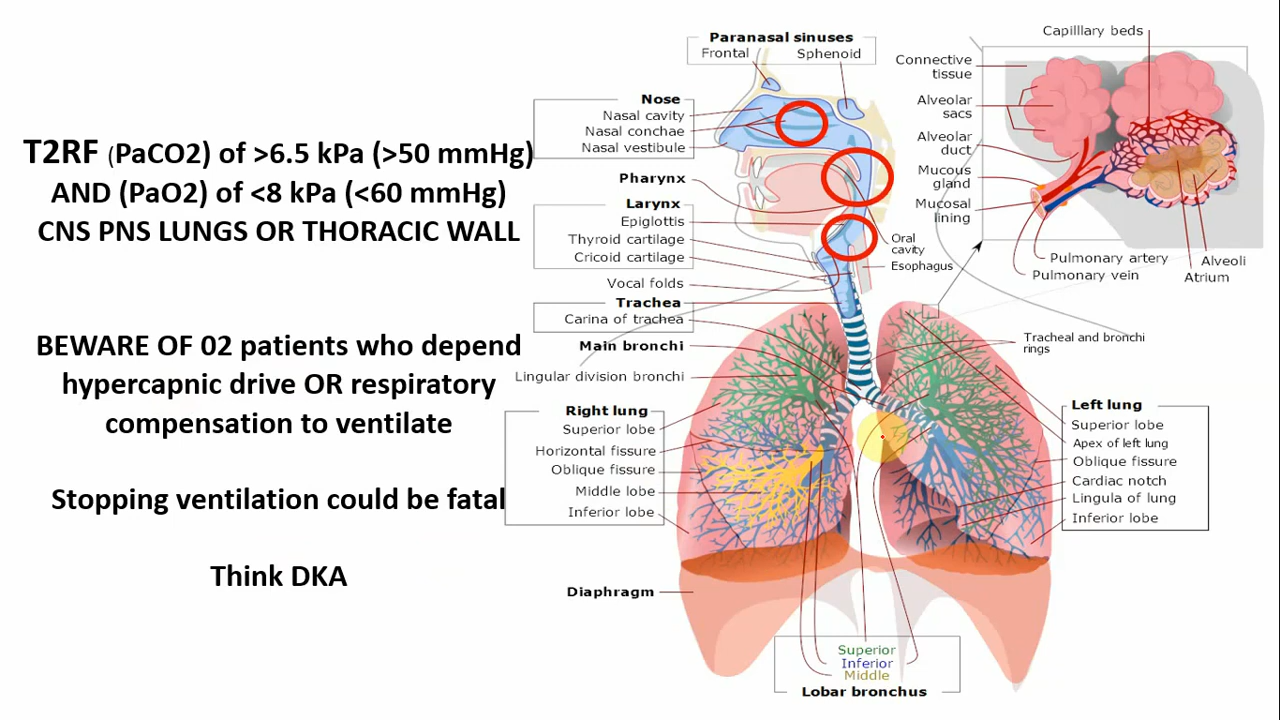 T2RF (PaCO2) of >6.5 kPa (>50 mmHg)
AND (PaO2) of <8 kPa (<60 mmHg)
CNS PNS LUNGS OR THORACIC WALL
BEWARE OF 02 patients who depend
hypercapnic drive OR respiratory
compensation to ventilate
Stopping ventilation could be fatal
Think DKA
Paranasal sinuses
Frontal
Sphenoid
Nose
Nasal cavity
Nasal conchae
Nasal vestibule
Pharynx
Larynx
Epiglottis
Thyroid cartilage
Cricoid cartilage
Vocal folds
Trachea
Carina of trachea
Main bronchi
Lingular division bronchi
Right lung
Superior lobe
Horizontal fissure
Oblique fissure
Middle lobe
Inferior lobe
Diaphragm
Oral
cavity
Esophagus
Capilllary beds
Connective
tissue
Alveolar
sacs
Alveolar
duct
Mucous
gland
Mucosal
lining
Pulmonary artery
Pulmonary vein
Alveoli
Atrium
Tracheal and bronchi
rings
Left lung
Superior lobe
Apex of left lung
Oblique fissure
Cardiac notch
Lingula of lung
Inferior lobe
Superior
Inferior
Middle
Lobar bronchus